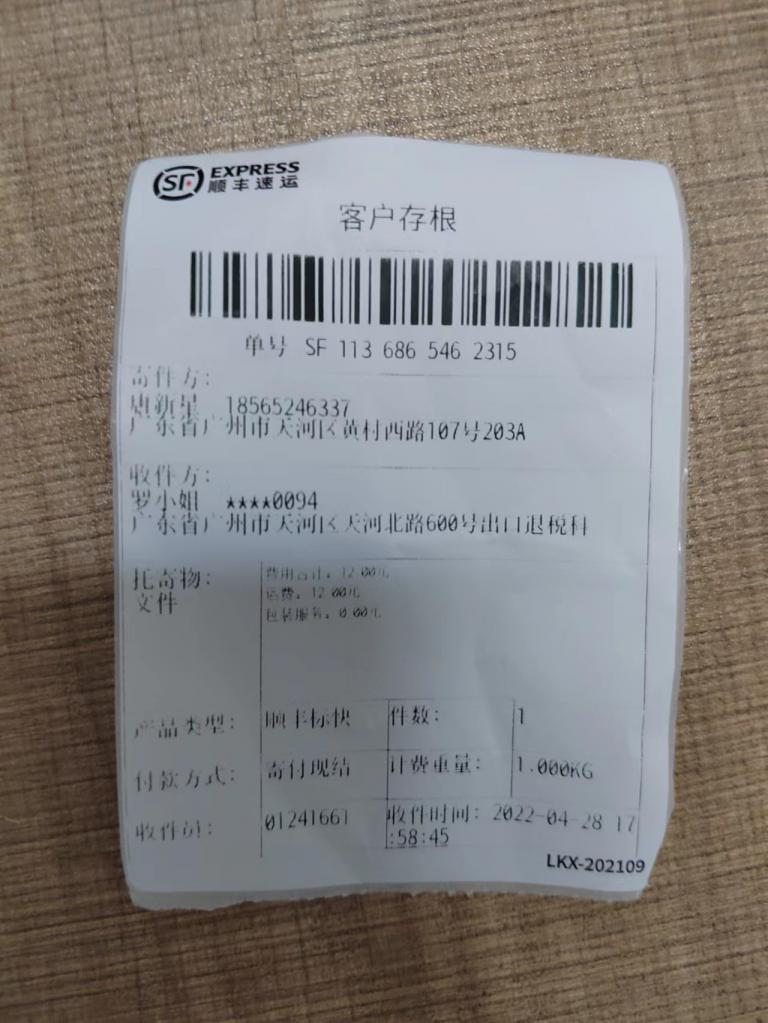 SF EXPRESS
顺丰速运
客户存根
单号 SF 113 686 546 2315
寄件方:
唐新星 18565246337
广东省广州市天河区黄村西路107号203A
收件方:
罗小姐 ★★★★0094
广东省广州市天河区天河北路600号出口退税科
托寄物:
文件
费用合计: 12.00元
运费: 12.00元
包装服务: 0.00元
产品类型: 顺丰标快 件数: 1
付款方式: 寄付现结 计费重量: 1.000KG
收件员: 01241661 收件时间: 2022-04-28 17
:58:45
LKX-202109